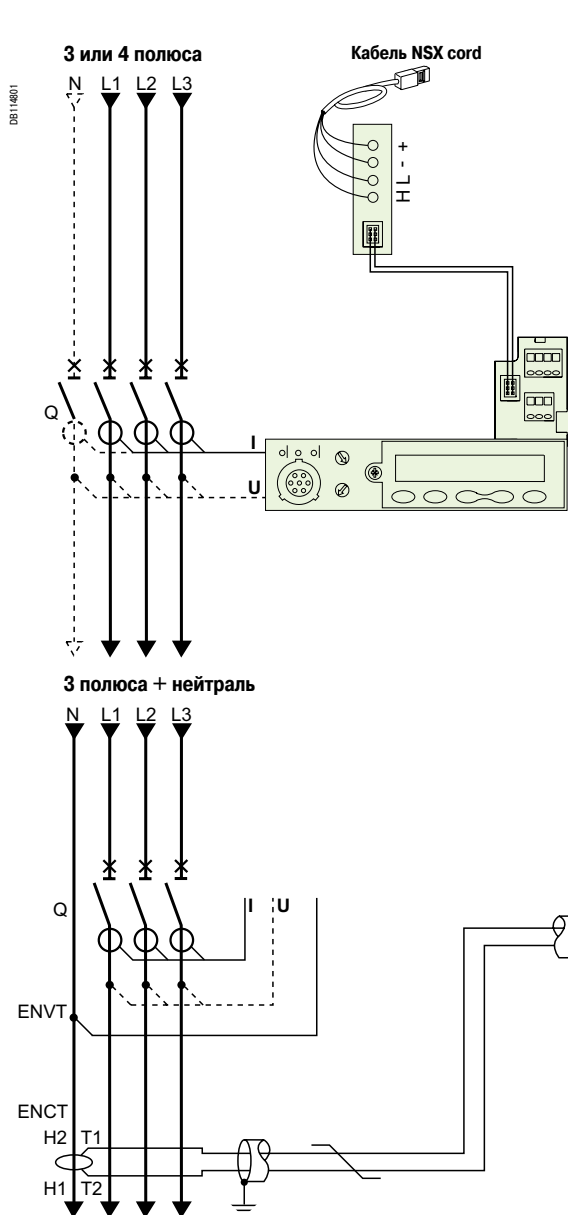 3 или 4 полюса
Кабель NSX cord
DB114801
N L1 L2 L3
H L - +
Q
I
U
3 полюса + нейтраль
N L1 L2 L3
Q
I U
ENVT
ENCT
H2 T1
H1 T2